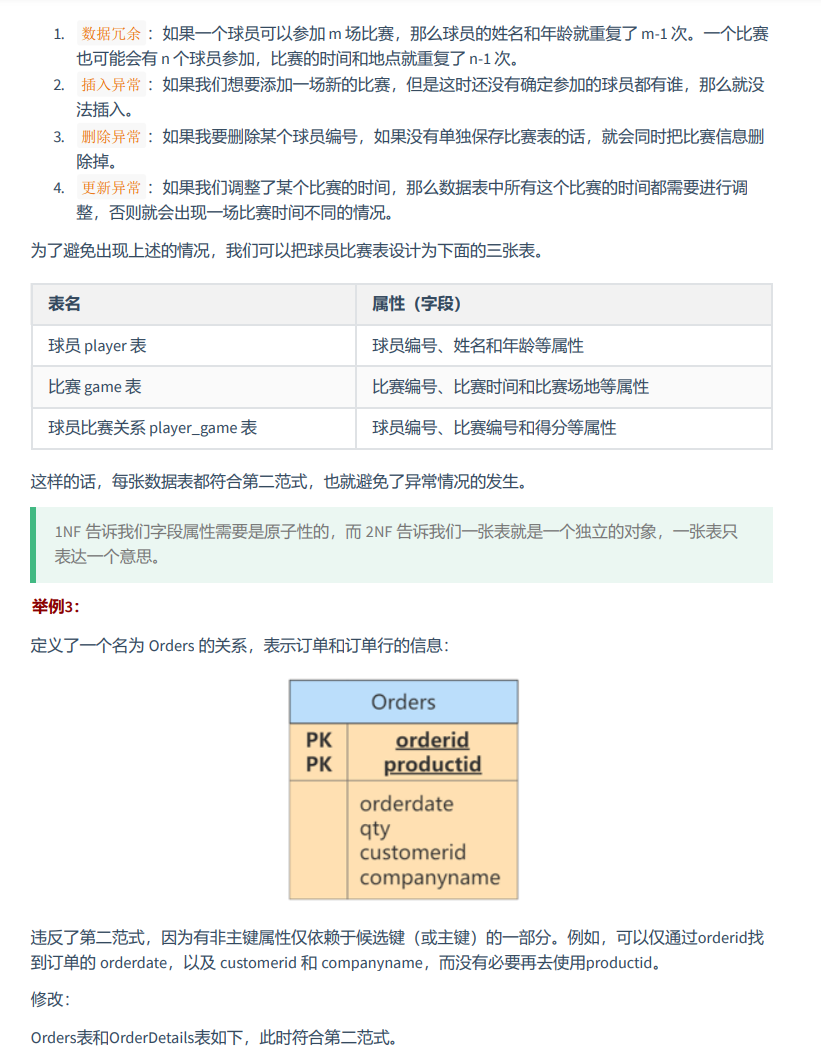 1. 数据冗余：如果一个球员可以参加 m 场比赛，那么球员的姓名和年龄就重复了 m-1 次。一个比赛
也可能会有 n 个球员参加，比赛的时间和地点就重复了 n-1 次。
2. 插入异常：如果我们想要添加一场新的比赛，但是这时还没有确定参加的球员都有谁，那么就没
法插入。
3. 删除异常：如果我要删除某个球员编号，如果没有单独保存比赛表的话，就会同时把比赛信息删
除掉。
4. 更新异常：如果我们调整了某个比赛的时间，那么数据表中所有这个比赛的时间都需要进行调
整，否则就会出现一场比赛时间不同的情况。
为了避免出现上述的情况，我们可以把球员比赛表设计为下面的三张表。
表名 属性（字段）
球员 player 表 球员编号、姓名和年龄等属性
比赛 game 表 比赛编号、比赛时间和比赛场地等属性
球员比赛关系 player_game 表 球员编号、比赛编号和得分等属性
这样的话，每张数据表都符合第二范式，也就避免了异常情况的发生。
1NF 告诉我们字段属性需要是原子性的，而 2NF 告诉我们一张表就是一个独立的对象，一张表只
表达一个意思。
举例3：
定义了一个名为 Orders 的关系，表示订单和订单行的信息：
Orders
PK orderid
PK productid
orderdate
qty
customerid
companyname
违反了第二范式，因为有非主键属性仅依赖于候选键（或主键）的一部分。例如，可以仅通过orderid找
到订单的 orderdate，以及 customerid 和 companyname，而没有必要再去使用productid。
修改：
Orders表和OrderDetails表如下，此时符合第二范式。